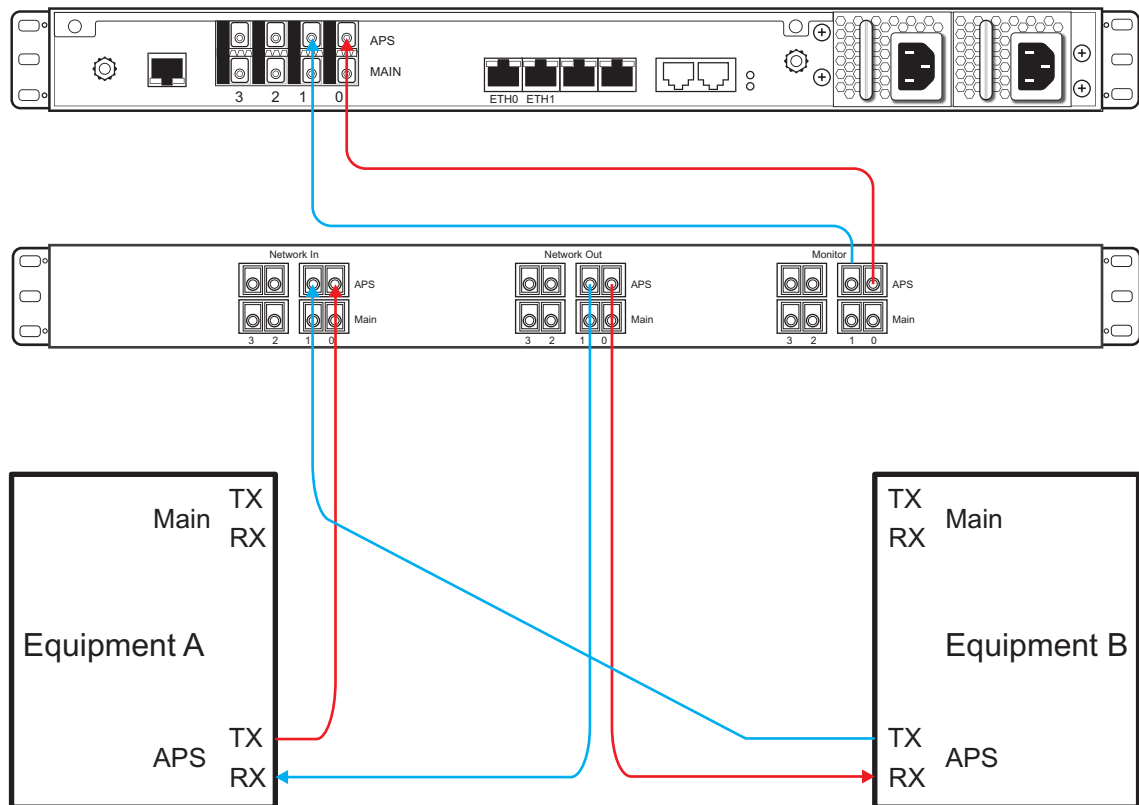 APS
MAIN
3 2 1 0
ETH0 ETH1
Network In Network Out Monitor
APS APS APS
Main Main Main
3 2 1 0 3 2 1 0 3 2 1 0
TX TX
Main Main
RX RX
Equipment A Equipment B
TX TX
APS APS
RX RX